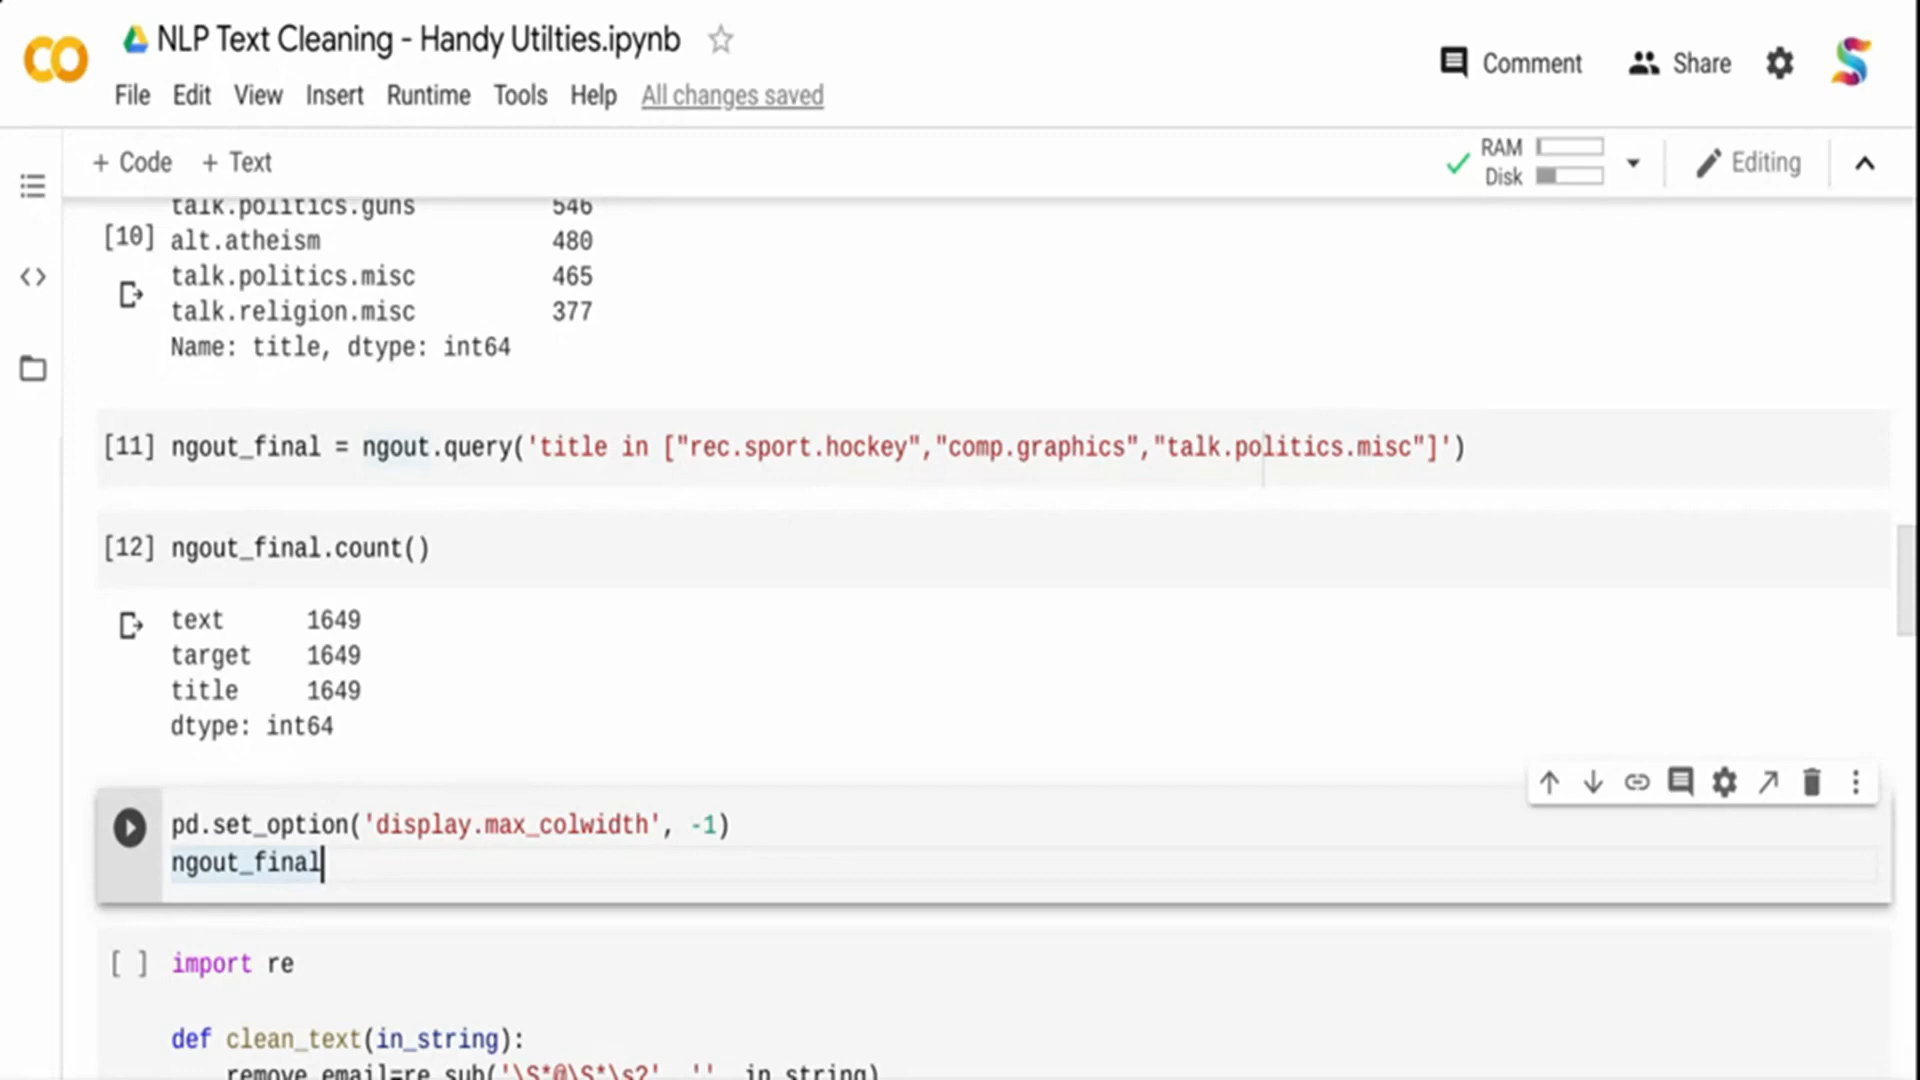 NLP Text Cleaning - Handy Utilties.ipynb
Comment
Share
File Edit View Insert Runtime Tools Help All changes saved
+ Code + Text
RAM
Disk
Editing
talk.politics.guns 546
[10] alt.atheism 480
talk.politics.misc 465
talk.religion.misc 377
Name: title, dtype: int64
[11] ngout_final = ngout.query('title in ["rec.sport.hockey","comp.graphics","talk.politics.misc"]')
[12] ngout_final.count()
text 1649
target 1649
title 1649
dtype: int64
pd.set_option('display.max_colwidth', -1)
ngout_final
[ ] import re
def clean_text(in_string):
remove_email=re.sub('\S*@\S*\s?', '', in_string)